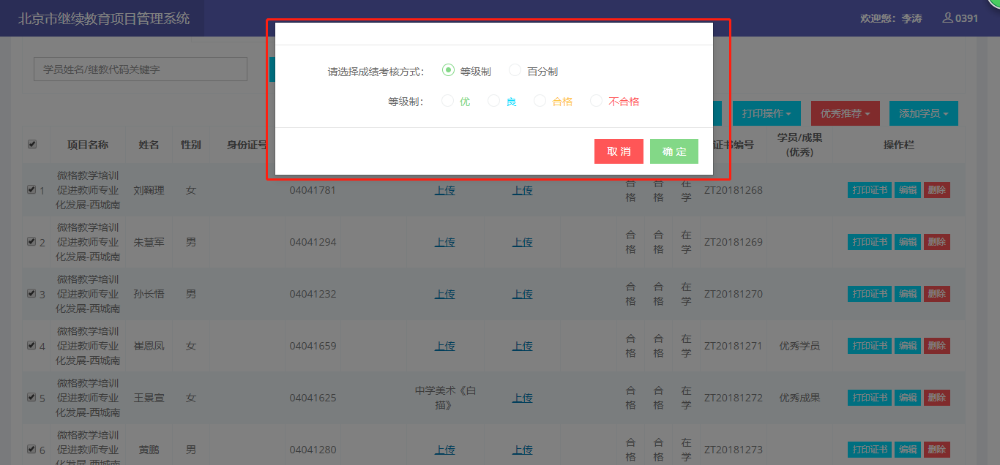 北京市继续教育项目管理系统
欢迎您：李涛 0391
学员姓名/继教代码关键字
请选择成绩考核方式： 等级制 百分制
等级制： 优 良 合格 不合格
取 消 确 定
打印操作 优秀推荐 添加学员
项目名称 姓名 性别 身份证号 证书编号 学员/成果(优秀) 操作栏
1 微格教学培训促进教师专业化发展-西城南 刘鞠理 女 04041781 上传 上传 合格 合格 在学 ZT20181268 打印证书 编辑 删除
2 微格教学培训促进教师专业化发展-西城南 朱慧军 男 04041294 上传 上传 合格 合格 在学 ZT20181269 打印证书 编辑 删除
3 微格教学培训促进教师专业化发展-西城南 孙长悟 男 04041232 上传 上传 合格 合格 在学 ZT20181270 打印证书 编辑 删除
4 微格教学培训促进教师专业化发展-西城南 崔恩凤 女 04041659 上传 上传 合格 合格 在学 ZT20181271 优秀学员 打印证书 编辑 删除
5 微格教学培训促进教师专业化发展-西城南 王景宣 女 04041625 中学美术《白描》 上传 合格 合格 在学 ZT20181272 优秀成果 打印证书 编辑 删除
6 微格教学培训促进教师专业化发展-西城南 黄鹏 男 04041280 上传 上传 合格 合格 在学 ZT20181273 打印证书 编辑 删除